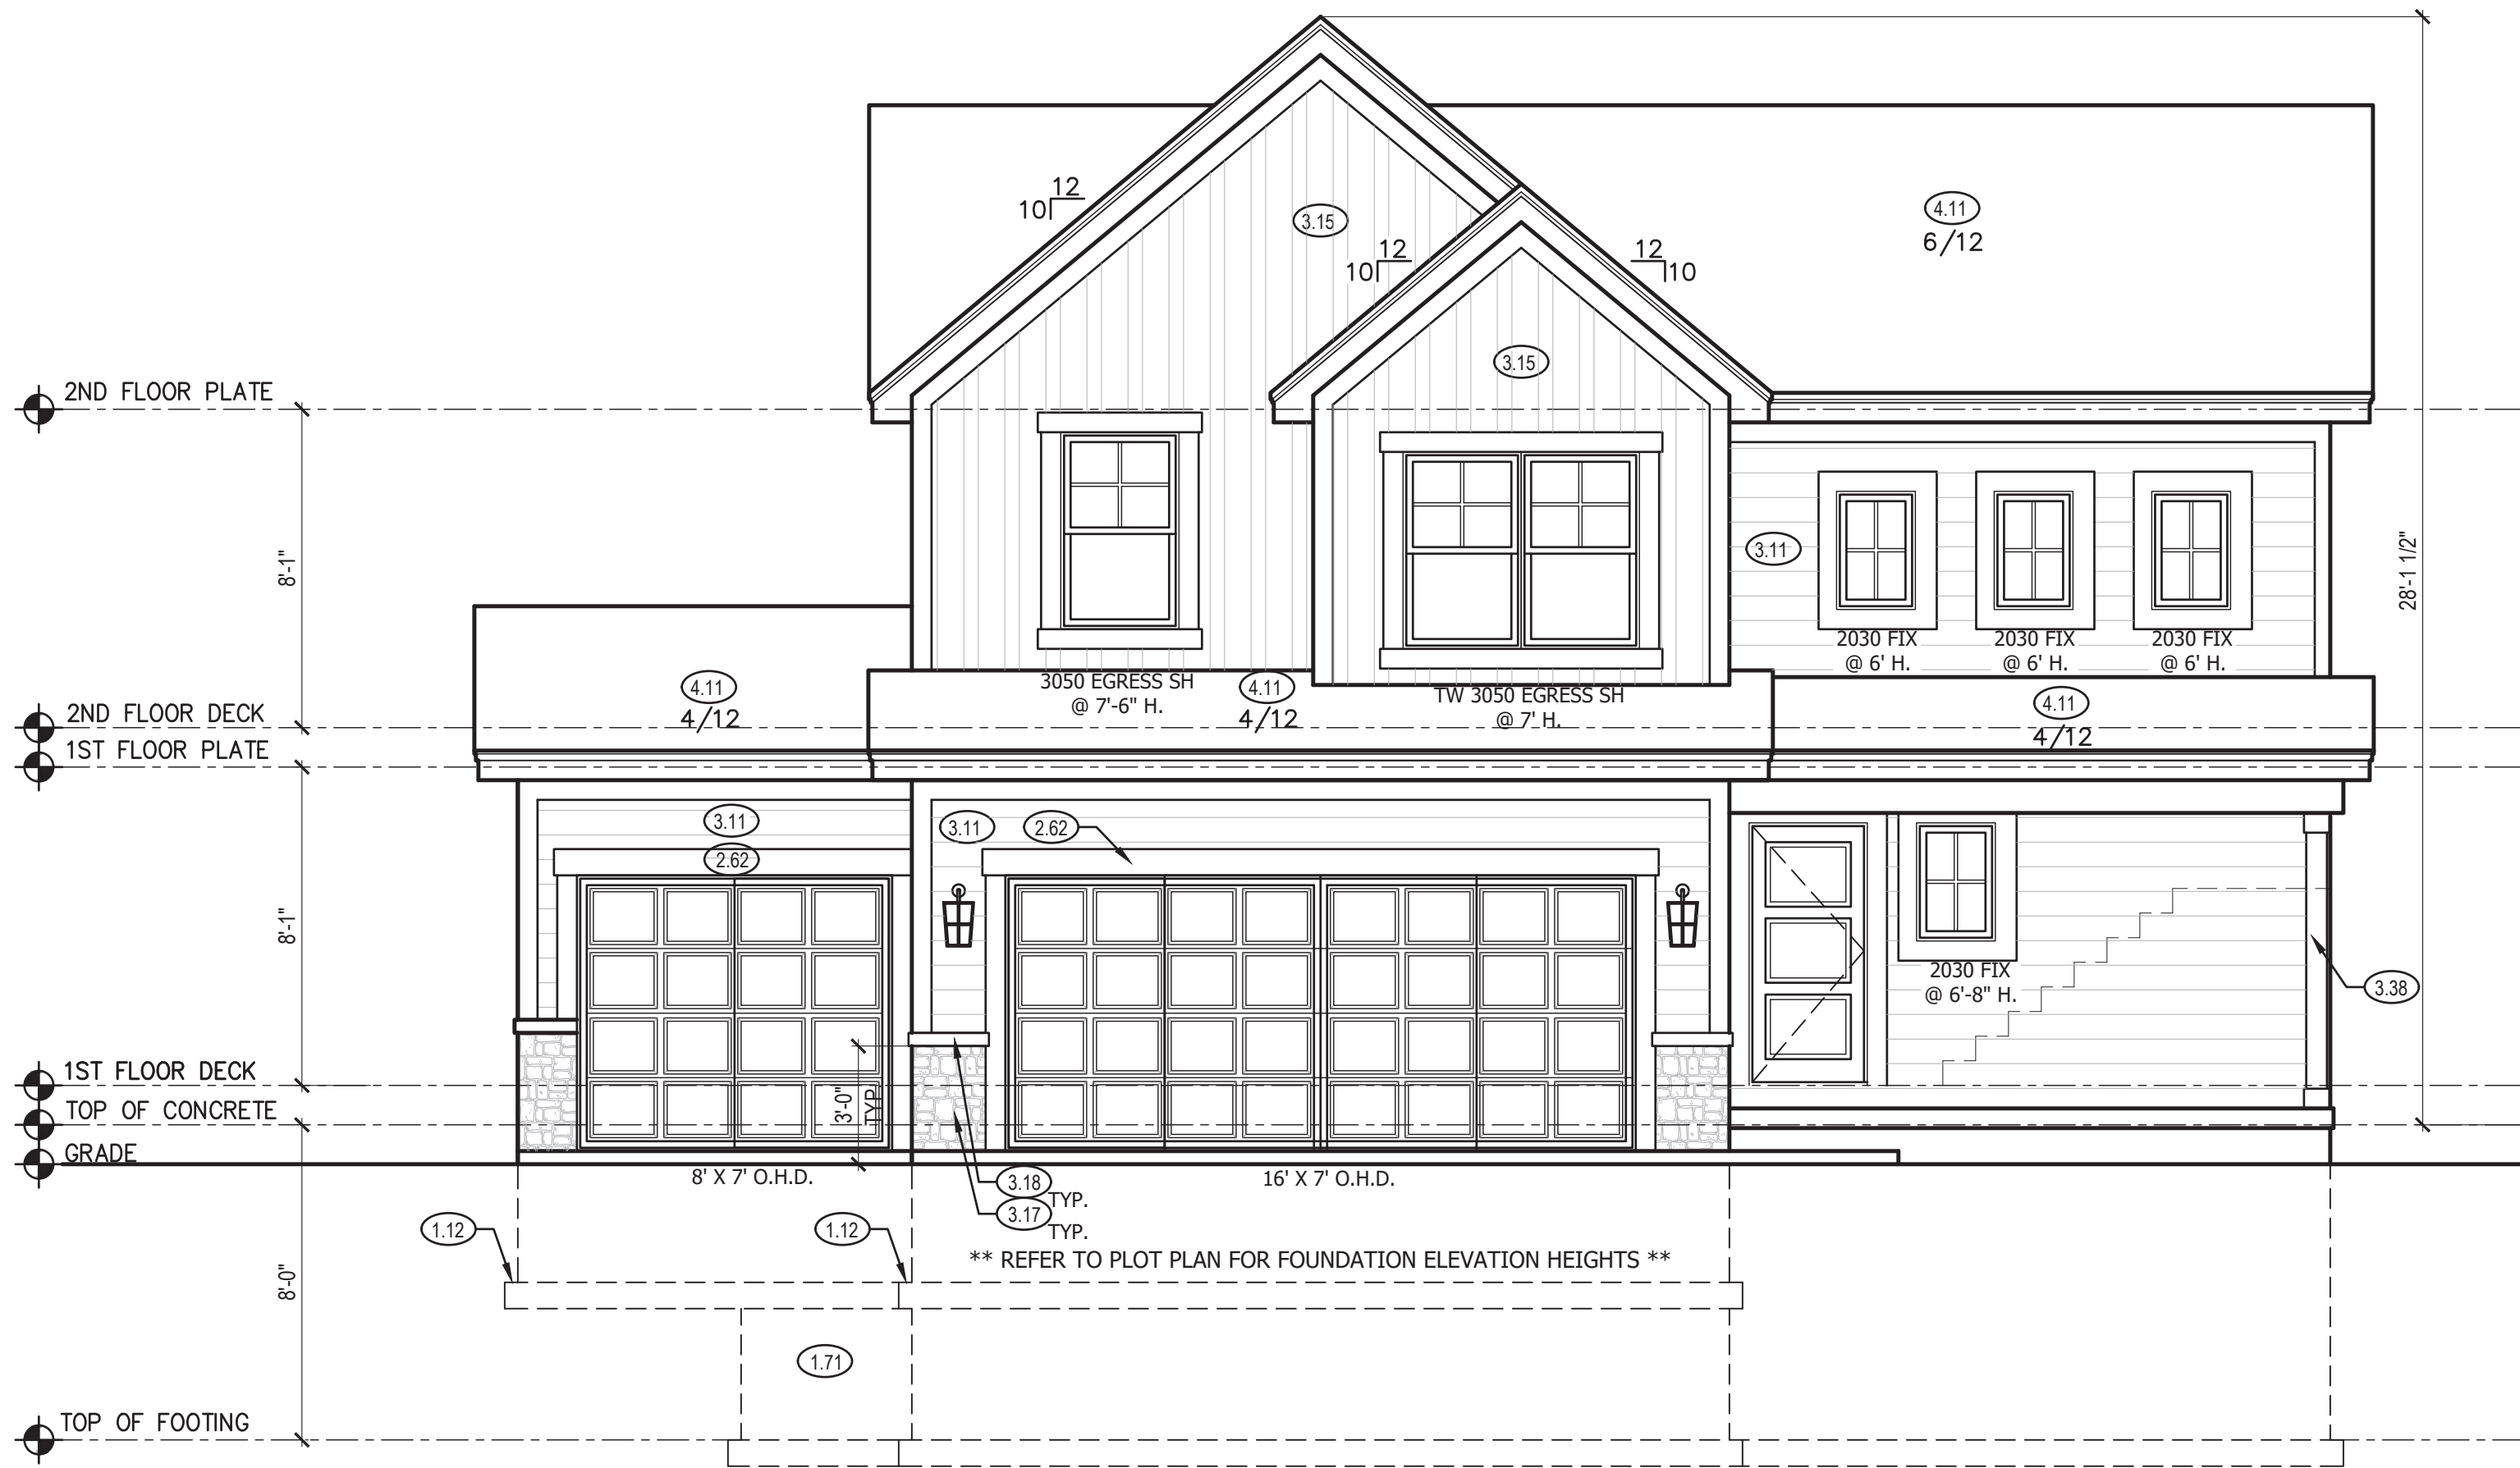 12
10
3.15
4.11
6/12
12
10
12
10
3.15
2ND FLOOR PLATE
8'-1"
3.11
28'-1 1/2"
2030 FIX
@ 6' H.
2030 FIX
@ 6' H.
2030 FIX
@ 6' H.
4.11
4/12
3050 EGRESS SH
@ 7'-6" H.
4.11
4/12
TW 3050 EGRESS SH
@ 7' H.
4.11
4/12
2ND FLOOR DECK
1ST FLOOR PLATE
3.11
2.62
3.11
2.62
8'-1"
2030 FIX
@ 6'-8" H.
3.38
1ST FLOOR DECK
TOP OF CONCRETE
GRADE
3'-0"
TYP.
8' X 7' O.H.D.
16' X 7' O.H.D.
3.18
TYP.
3.17
TYP.
1.12
1.12
** REFER TO PLOT PLAN FOR FOUNDATION ELEVATION HEIGHTS **
8'-0"
1.71
TOP OF FOOTING